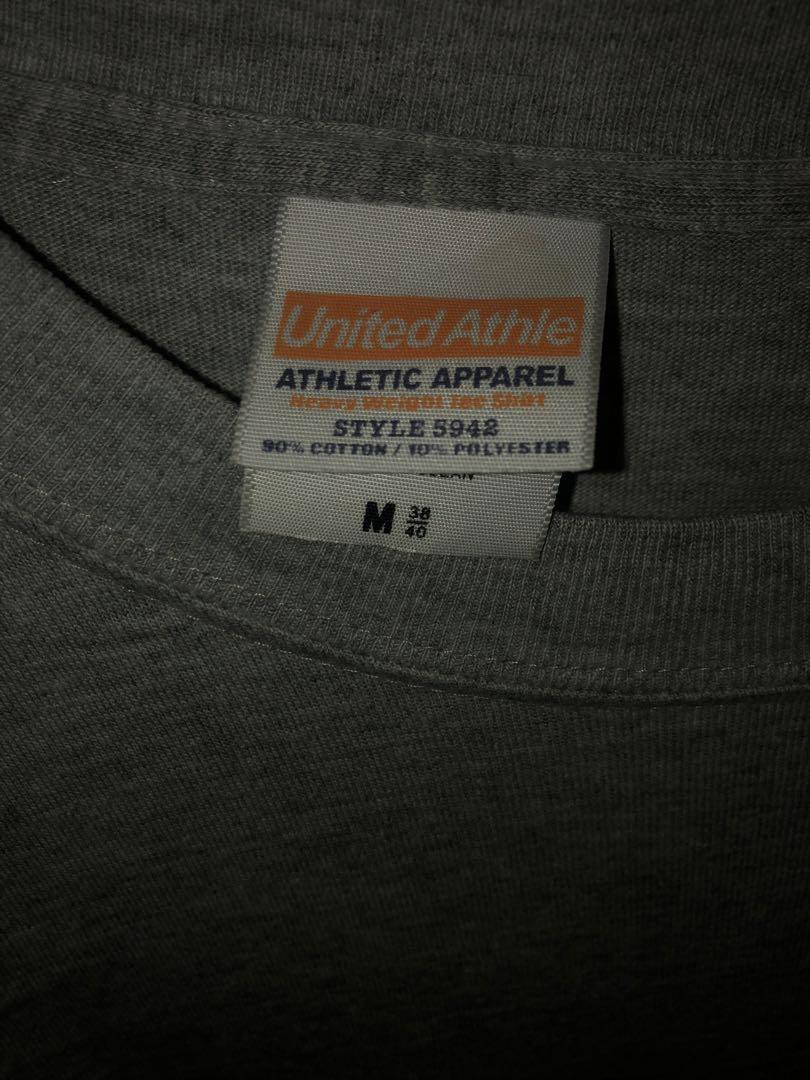 United Athle
ATHLETIC APPAREL
Heavy Weight Tee Shirt
STYLE 5942
90% COTTON / 10% POLYESTER
M 38/40